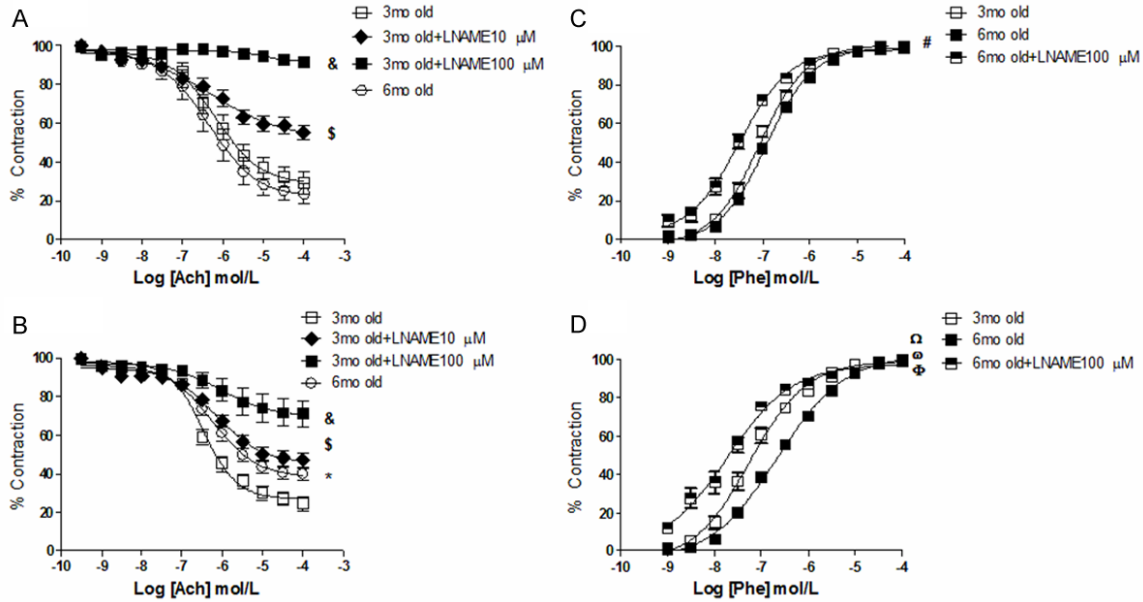 A
3mo old
3mo old+LNAME10 μM
3mo old+LNAME100 μM
6mo old
% Contraction
100
80
60
40
20
0
&
$
-10 -9 -8 -7 -6 -5 -4 -3
Log [Ach] mol/L
C
3mo old
6mo old
6mo old+LNAME100 μM
% Contraction
100
80
60
40
20
0
#
-10 -9 -8 -7 -6 -5 -4
Log [Phe] mol/L
B
3mo old
3mo old+LNAME10 μM
3mo old+LNAME100 μM
6mo old
% Contraction
100
80
60
40
20
0
&
$
*
-10 -9 -8 -7 -6 -5 -4 -3
Log [Ach] mol/L
D
3mo old
6mo old
6mo old+LNAME100 μM
% Contraction
100
80
60
40
20
0
Ω
ω
Φ
-10 -9 -8 -7 -6 -5 -4
Log [Phe] mol/L